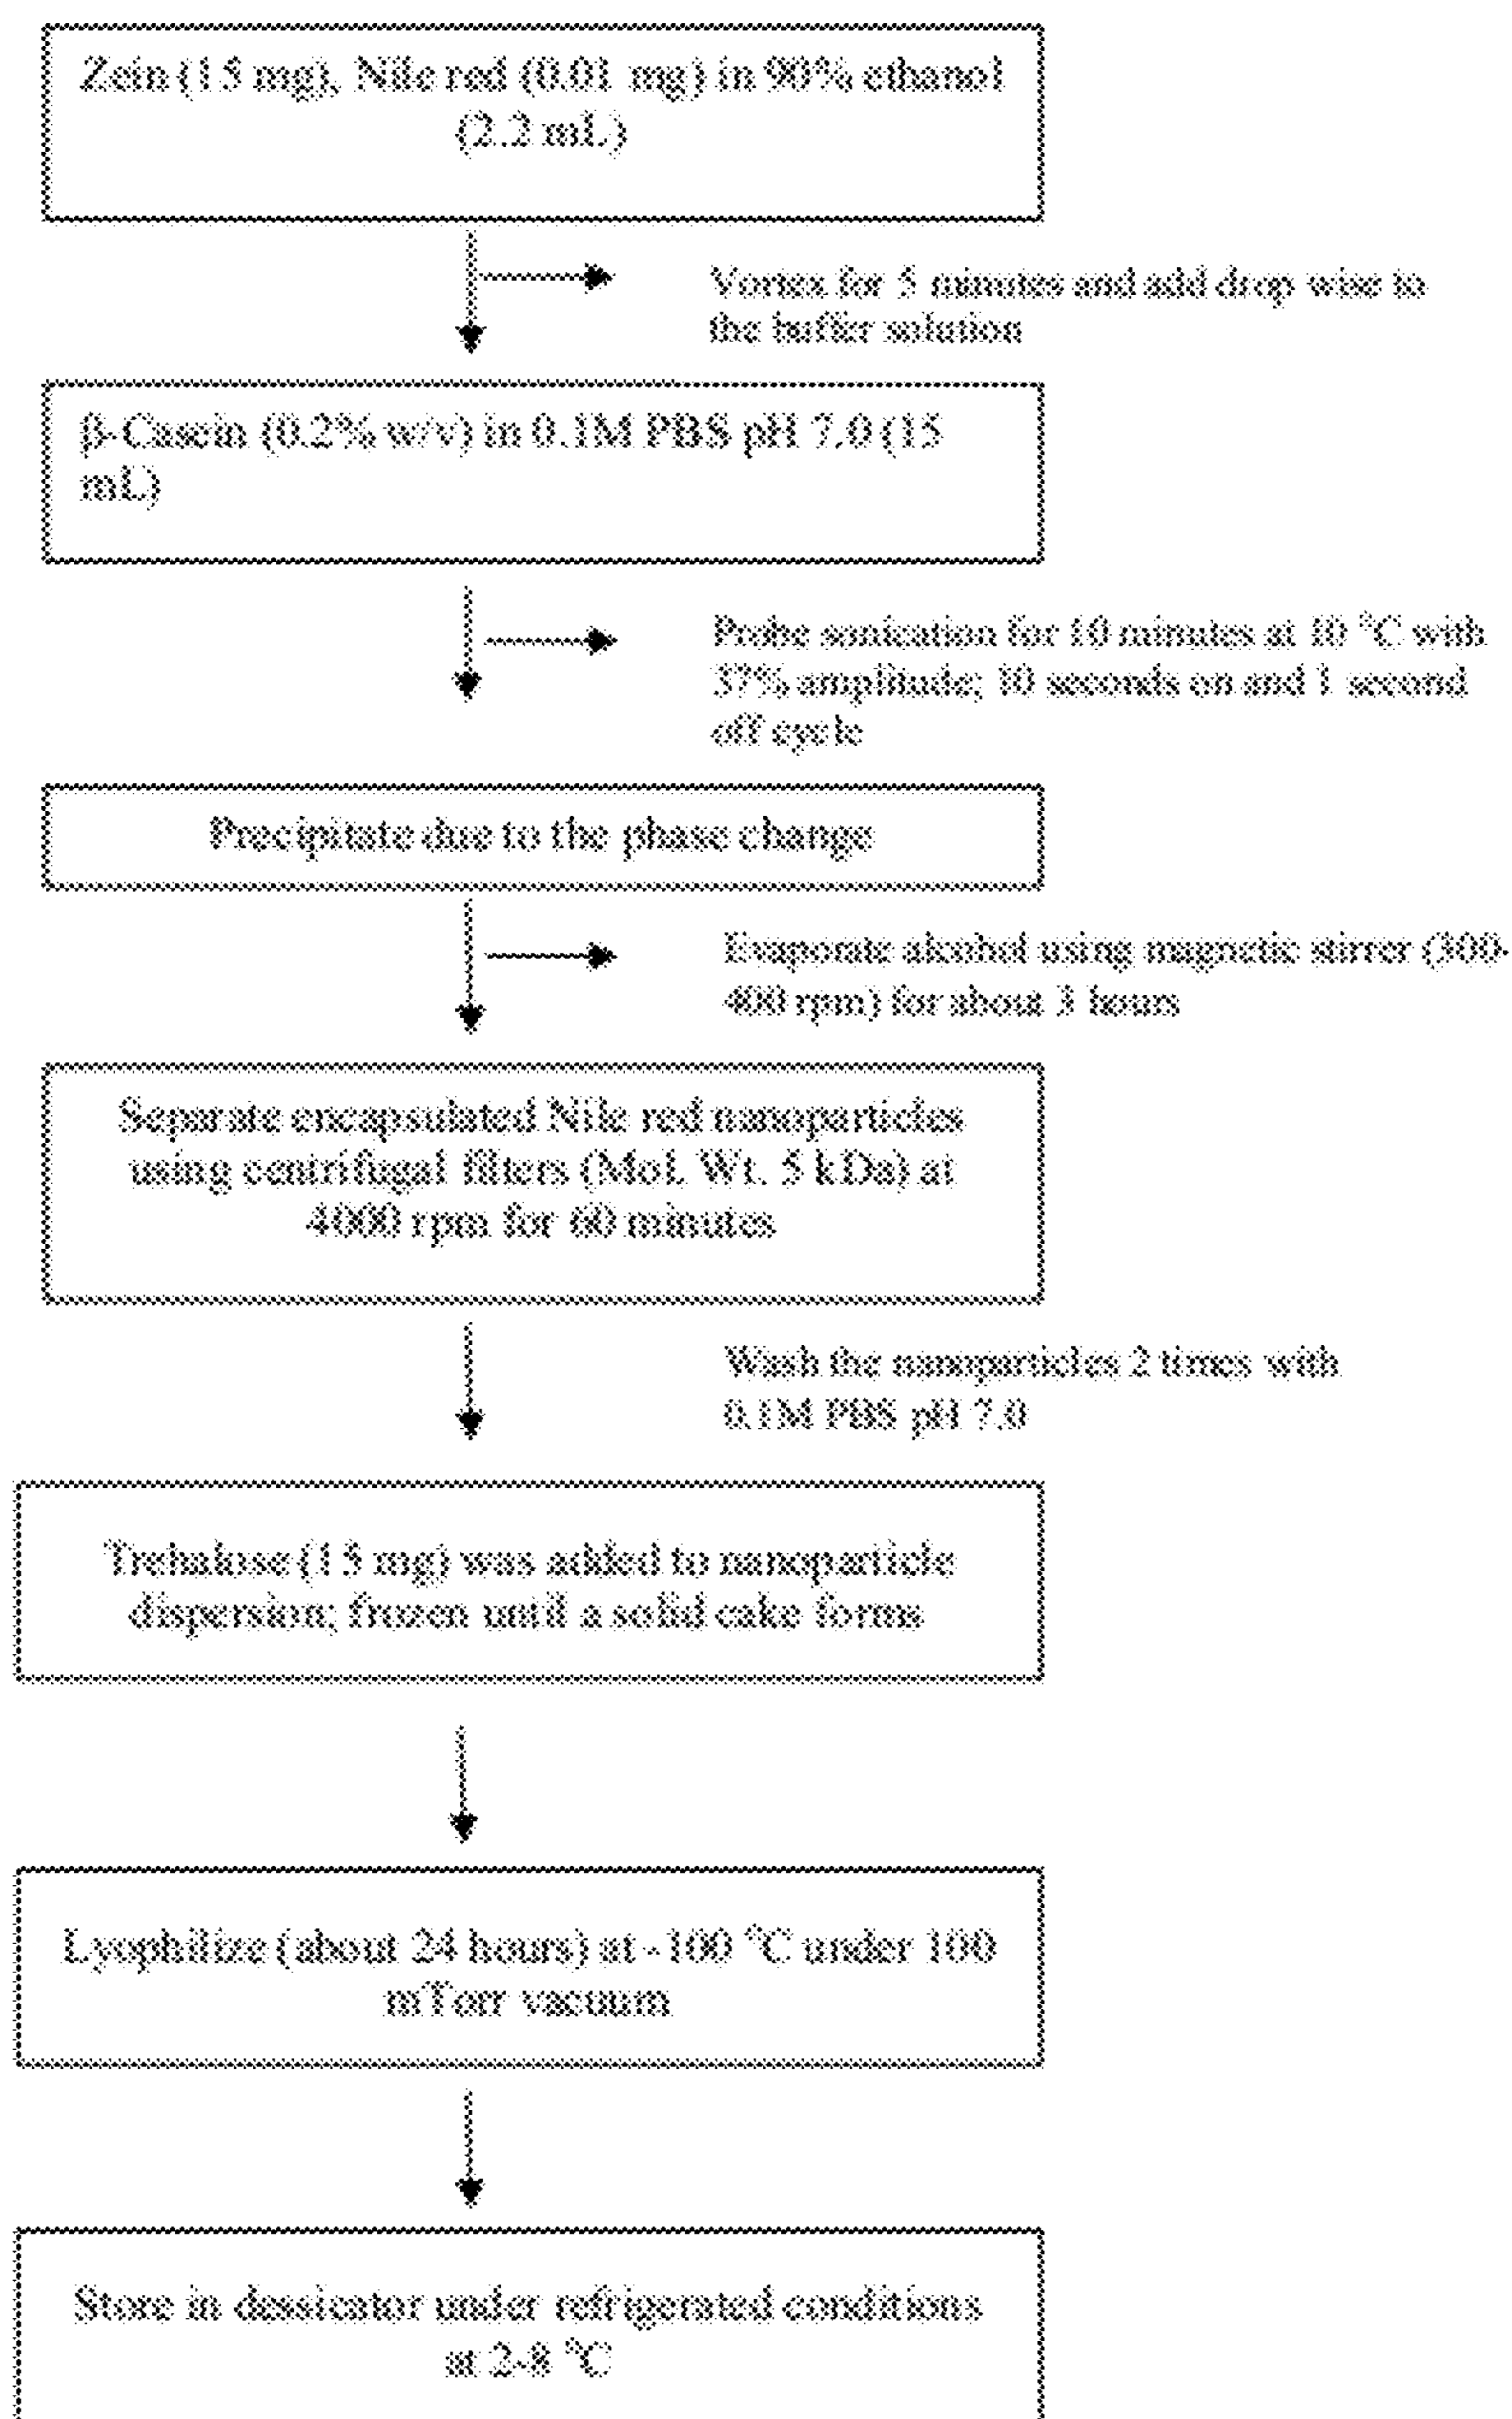 Zein (15 mg), Nile red (0.01 mg) in 90% ethanol
(2.2 mL)
Vortex for 5 minutes and add drop wise to
the buffer solution
β-Casein (0.2% w/v) in 0.1M PBS pH 7.0 (15
mL)
Probe sonication for 10 minutes at 10 °C with
37% amplitude; 10 seconds on and 1 second
off cycle
Precipitate due to the phase change
Evaporate alcohol using magnetic stirrer (300-
400 rpm) for about 3 hours
Separate encapsulated Nile red nanoparticles
using centrifugal filters (Mol. Wt. 5 kDa) at
4000 rpm for 60 minutes
Wash the nanoparticles 2 times with
0.1M PBS pH 7.0
Trehalose (15 mg) was added to nanoparticle
dispersion; frozen until a solid cake forms
Lyophilize (about 24 hours) at -100 °C under 100
mTorr vacuum
Store in dessicator under refrigerated conditions
at 2-8 °C